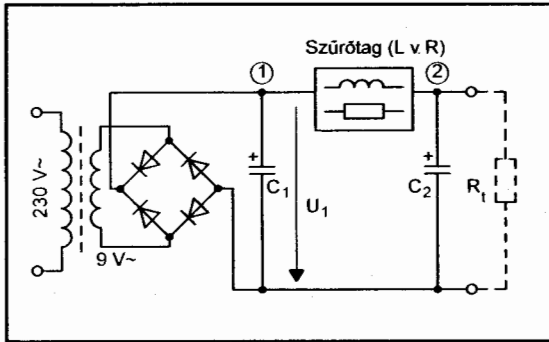 Szűrőtag (L v. R)
1
2
230 V~
9 V~
+
C1
U1
+
C2
Rt